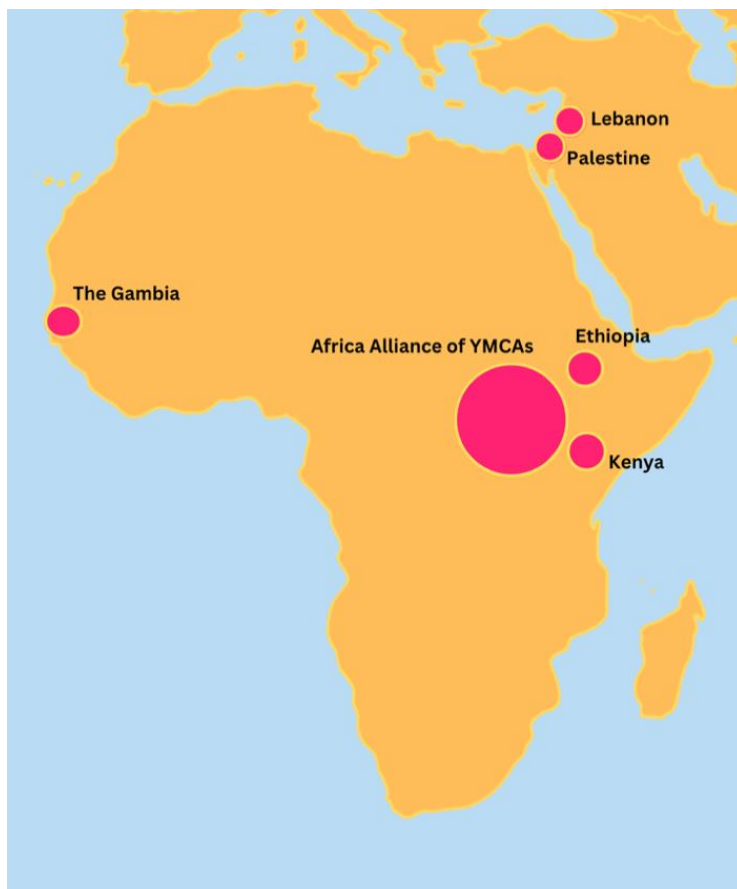 Lebanon
Palestine
The Gambia
Ethiopia
Africa Alliance of YMCAs
Kenya